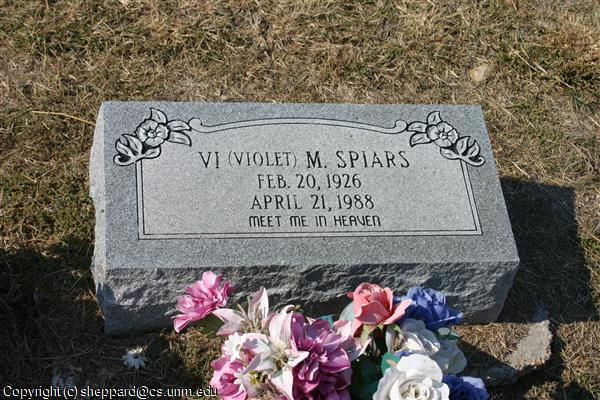 VI (VIOLET) M. SPIARS
FEB. 20, 1926
APRIL 21, 1988
MEET ME IN HEAVEN
Copyright(c) sheppard@cs.unm.edu